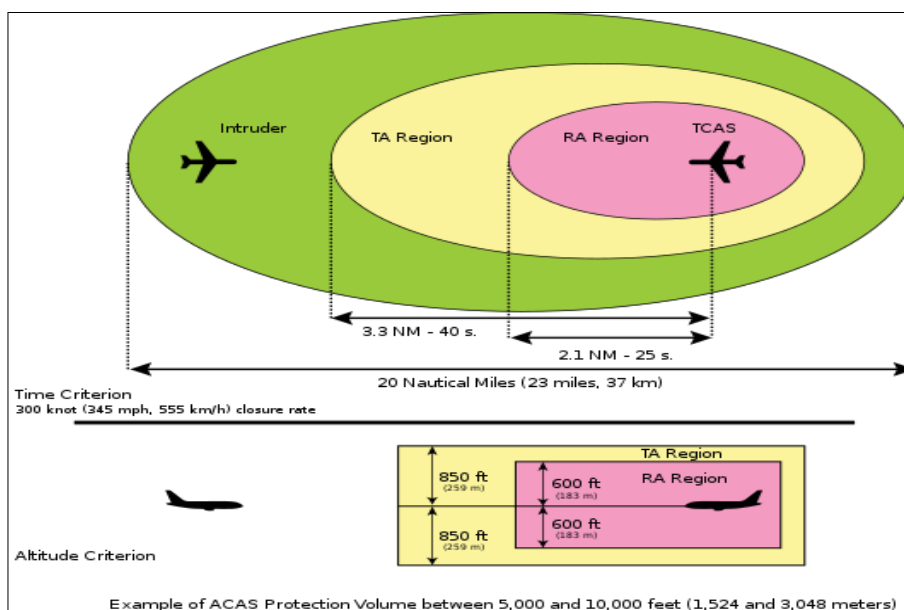 Intruder
TA Region
RA Region
TCAS
3.3 NM - 40 s.
2.1 NM - 25 s.
20 Nautical Miles (23 miles, 37 km)
Time Criterion
300 knot (345 mph, 555 km/h) closure rate
TA Region
RA Region
850 ft
(259 m)
600 ft
(183 m)
850 ft
(259 m)
600 ft
(183 m)
Altitude Criterion
Example of ACAS Protection Volume between 5,000 and 10,000 feet (1,524 and 3,048 meters)